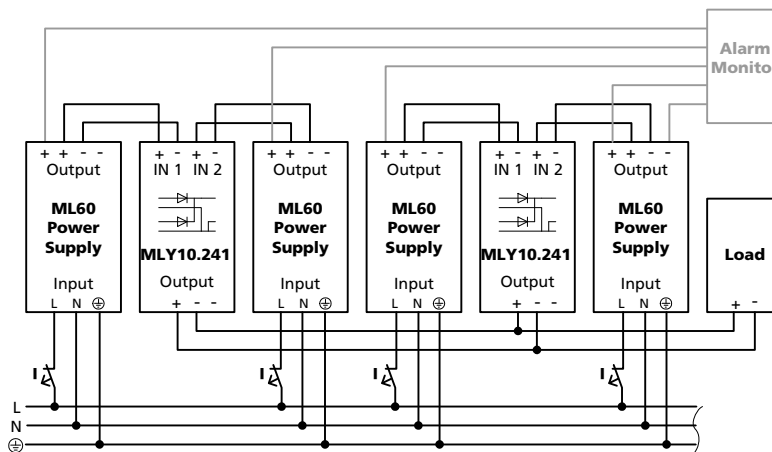 Alarm
Monito
+ + - -
Output
ML60
Power
Supply
Input
L N
+ - + -
IN 1 IN 2
MLY10.241
Output
+ - -
+ + - -
Output
ML60
Power
Supply
Input
L N
+ + - -
Output
ML60
Power
Supply
Input
L N
+ - + -
IN 1 IN 2
MLY10.241
Output
+ - -
+ + - -
Output
ML60
Power
Supply
Input
L N
Load
+ -
I
I
I
I
L
N